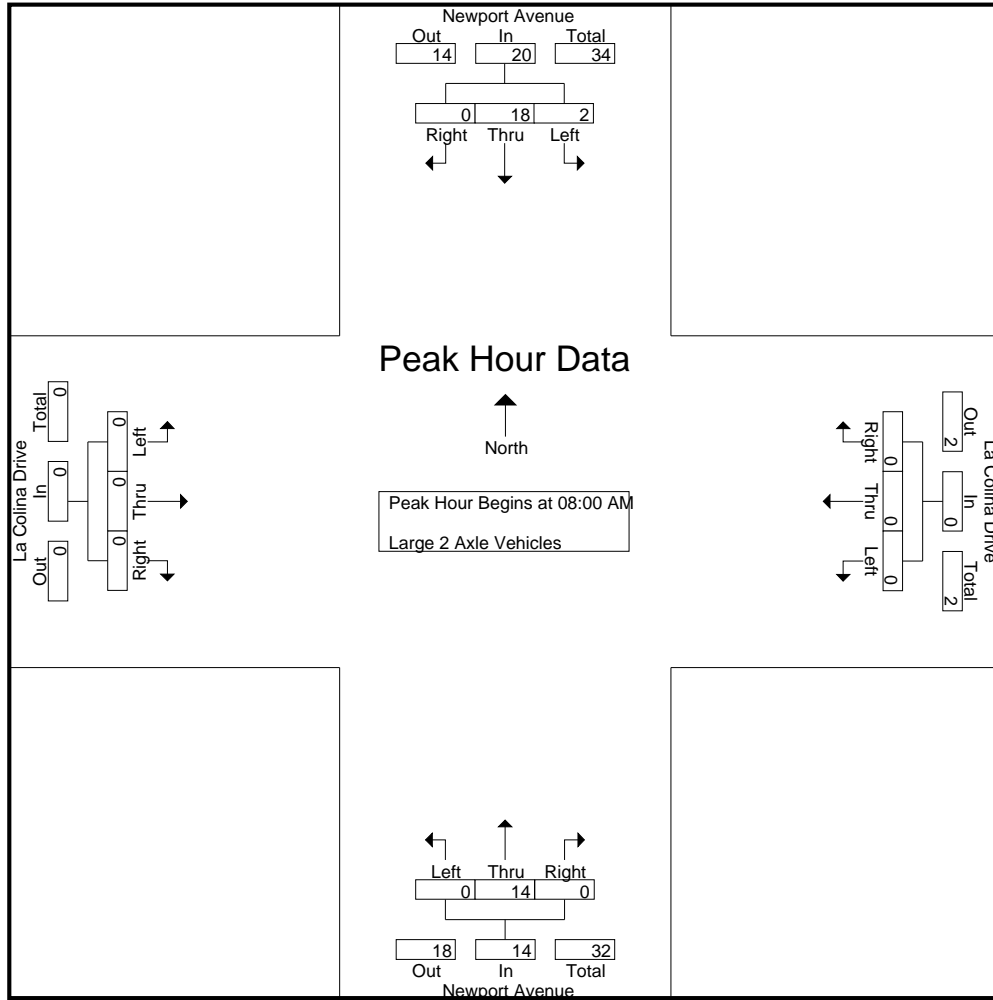 Newport Avenue
Out In Total
14 20 34
0 18 2
Right Thru Left
Peak Hour Data
North
Peak Hour Begins at 08:00 AM
Large 2 Axle Vehicles
La Colina Drive
Out In Total
0 0 0
Left Thru Right
0 0 0
La Colina Drive
Out In Total
2 0 2
Right Thru Left
0 0 0
Left Thru Right
0 14 0
18 14 32
Out In Total
Newport Avenue